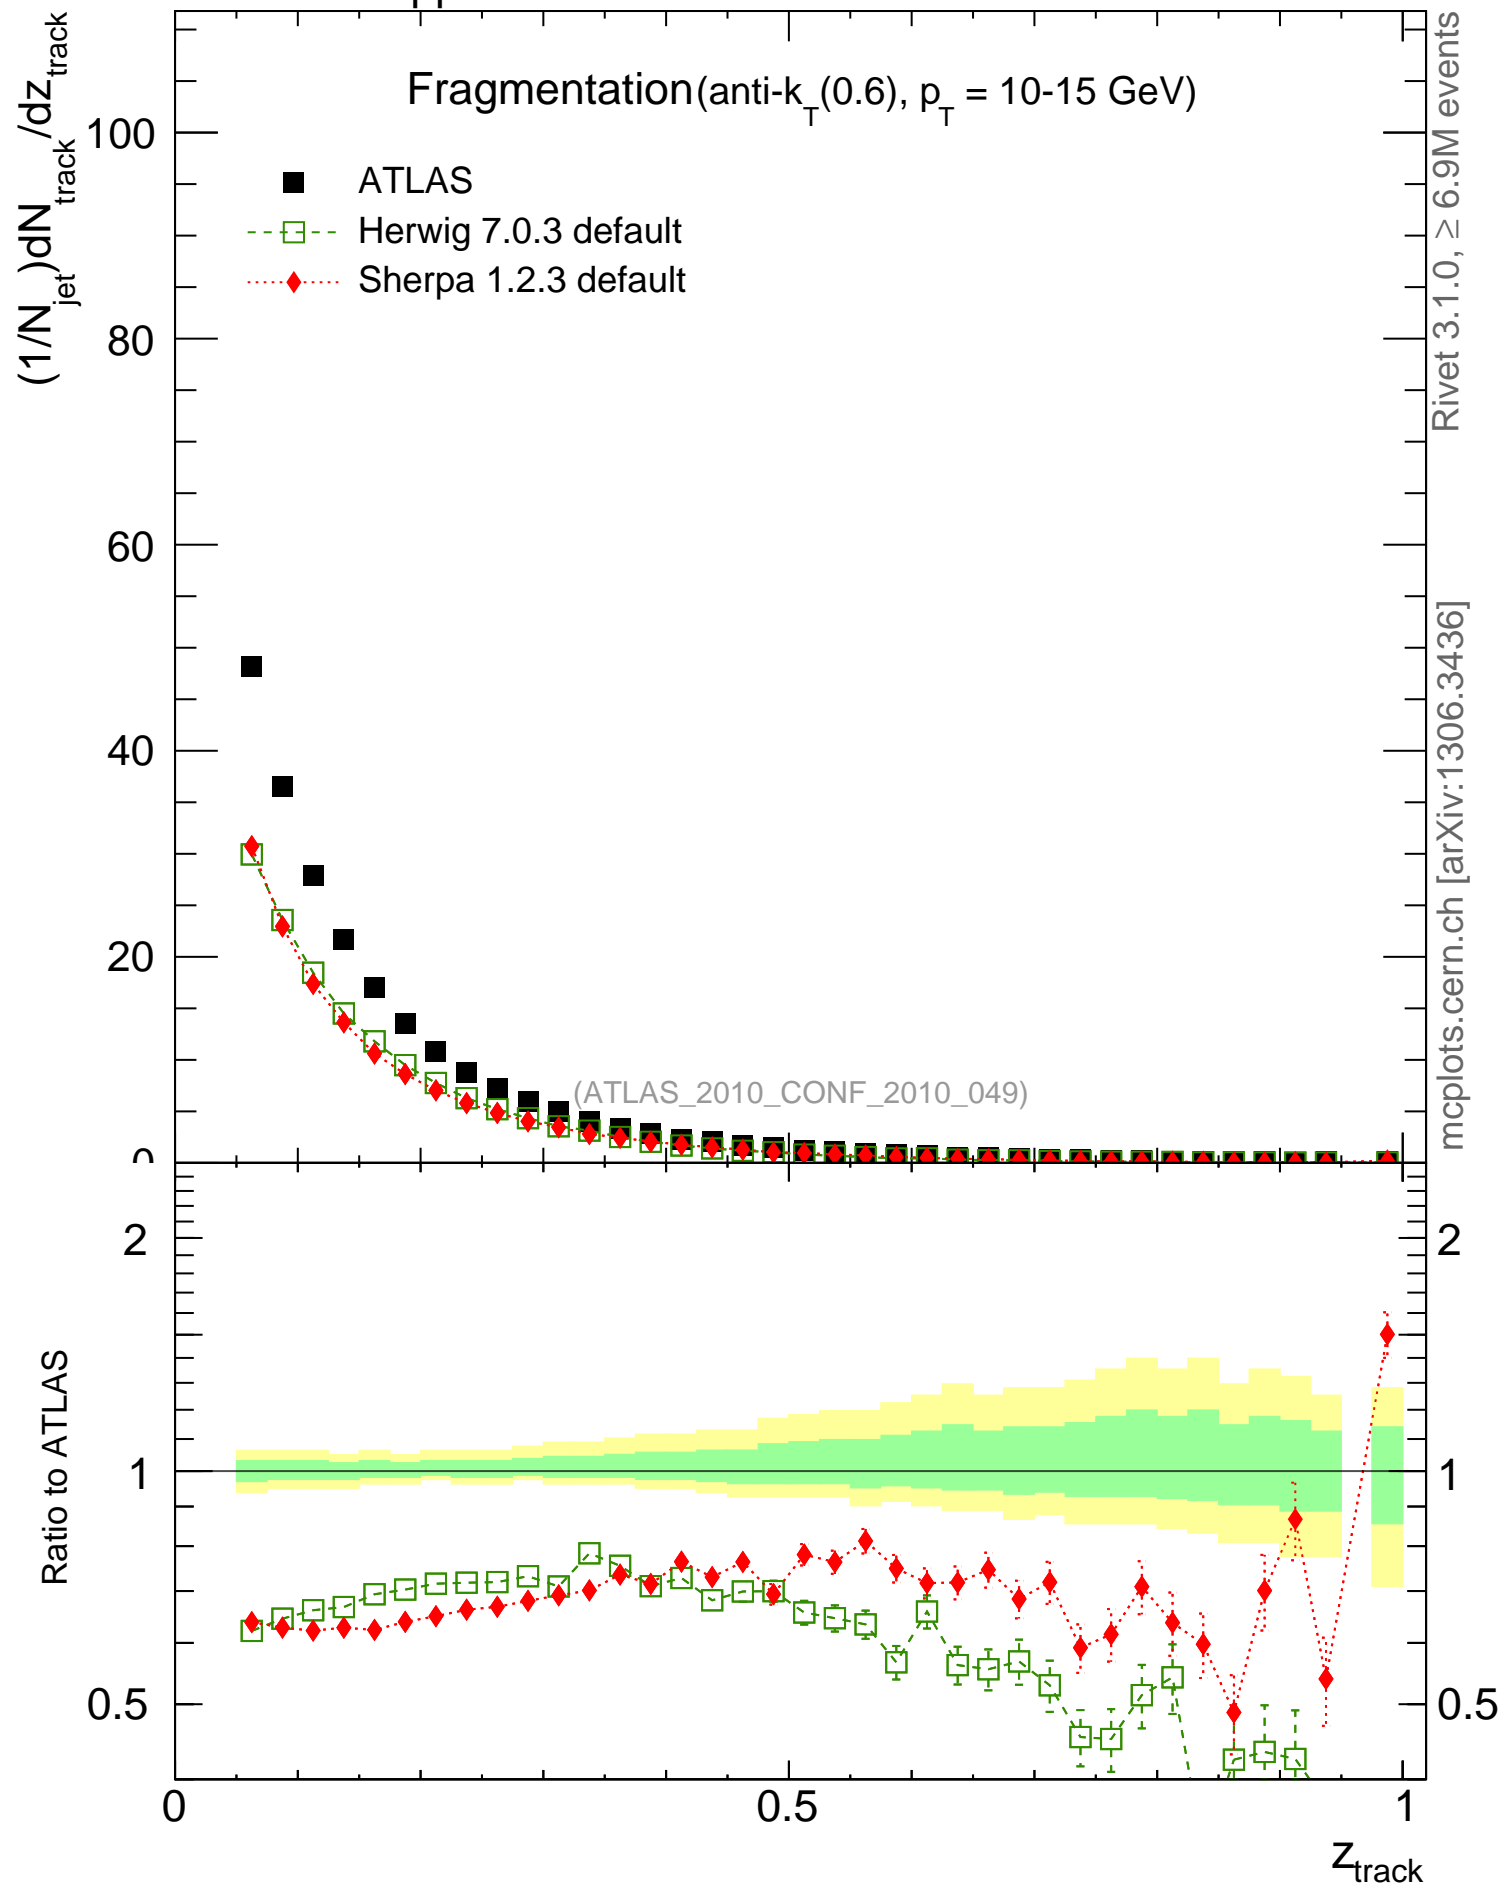 Fragmentation (anti-k_T(0.6), p_T = 10-15 GeV)
(1/N_jet)dN_track/dz_track
ATLAS
Herwig 7.0.3 default
Sherpa 1.2.3 default
100
80
60
40
20
0
(ATLAS_2010_CONF_2010_049)
Rivet 3.1.0, ≥ 6.9M events
mcplots.cern.ch [arXiv:1306.3436]
Ratio to ATLAS
2
1
0.5
2
1
0.5
0
0.5
1
z_track